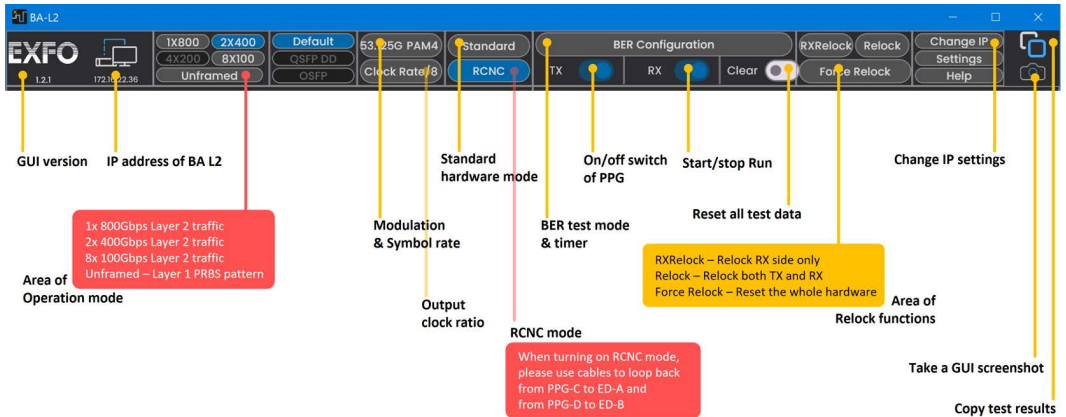 BA-L2
EXFO
1.2.1
1X800 2X400
4X200 8X100
Unframed
Default
QSFP DD
OSFP
PAM4
Clock Rate/8
Standard
RCNC
BER Configuration
TX RX Clear
RXRelock Relock
Force Relock
Change IP
Settings
Help
GUI version
IP address of BA L2
Standard
hardware mode
On/off switch
of PPG
Start/stop Run
Change IP settings
1x 800Gbps Layer 2 traffic
2x 400Gbps Layer 2 traffic
8x 100Gbps Layer 2 traffic
Unframed – Layer 1 PRBS pattern
Area of
Operation mode
Modulation
& Symbol rate
BER test mode
& timer
Reset all test data
RXRelock – Relock RX side only
Relock – Relock both TX and RX
Force Relock – Reset the whole hardware
Area of
Relock functions
Output
clock ratio
RCNC mode
When turning on RCNC mode,
please use cables to loop back
from PPG-C to ED-A and
from PPG-D to ED-B
Take a GUI screenshot
Copy test results